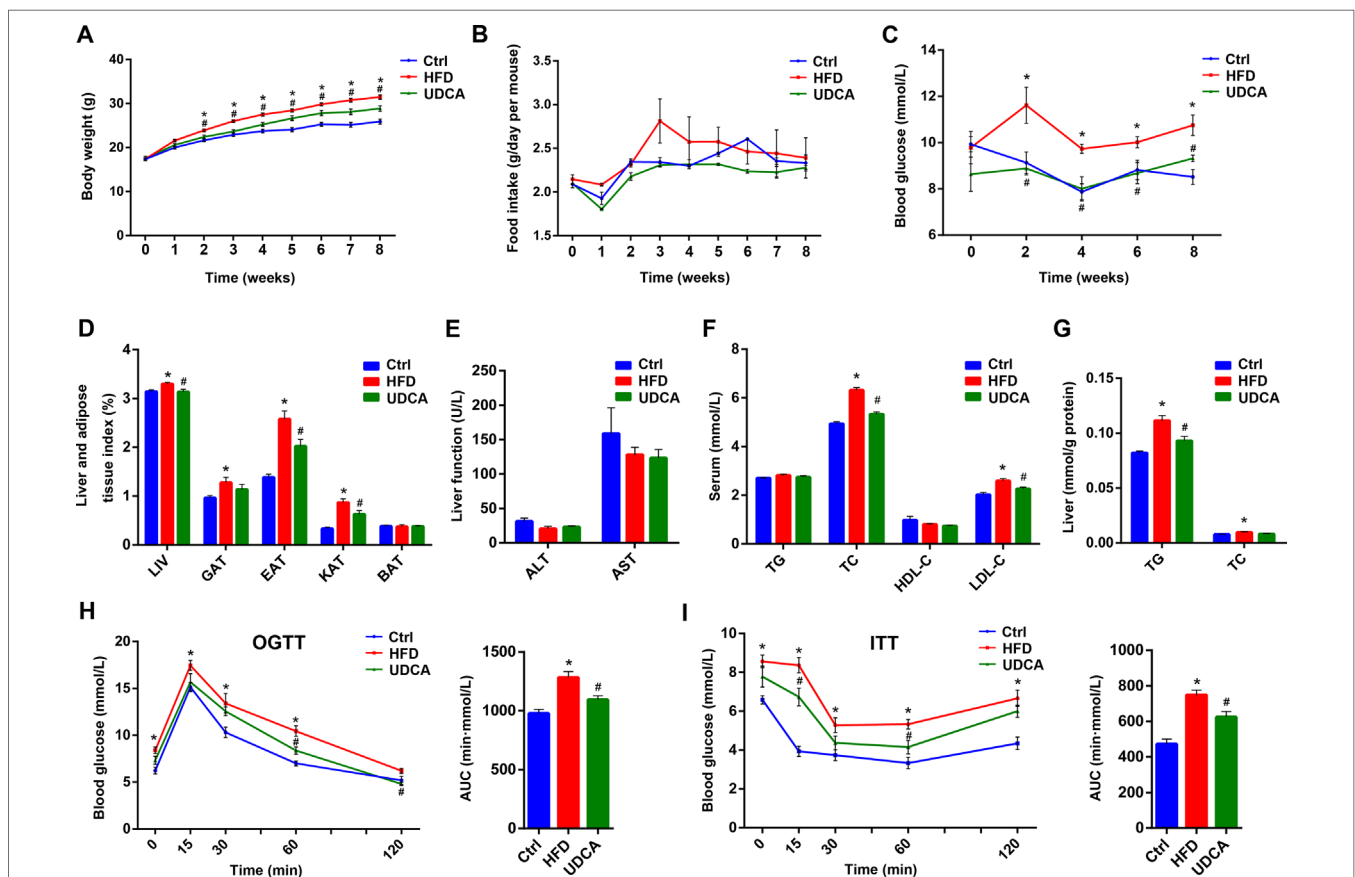 A
Body weight (g)
40
30
20
10
0
0 1 2 3 4 5 6 7 8
Time (weeks)
Ctrl
HFD
UDCA
* * * * * * *
# # # # # # #
B
Food intake (g/day per mouse)
3.5
3.0
2.5
2.0
1.5
0 1 2 3 4 5 6 7 8
Time (weeks)
Ctrl
HFD
UDCA
C
Blood glucose (mmol/L)
14
12
10
8
6
0 2 4 6 8
Time (weeks)
Ctrl
HFD
UDCA
* * * *
# # # #
D
Liver and adipose
tissue index (%)
4
3
2
1
0
LIV GAT EAT KAT BAT
Ctrl
HFD
UDCA
* # * * # * #
E
Liver function (U/L)
250
200
150
100
50
0
ALT AST
Ctrl
HFD
UDCA
F
Serum (mmol/L)
8
6
4
2
0
TG TC HDL-C LDL-C
Ctrl
HFD
UDCA
* # * #
G
Liver (mmol/g protein)
0.15
0.10
0.05
0.00
TG TC
Ctrl
HFD
UDCA
* # *
H
OGTT
Blood glucose (mmol/L)
20
15
10
5
0
0 15 30 60 120
Time (min)
Ctrl
HFD
UDCA
* * * *
# #
AUC (min·mmol/L)
1500
1000
500
0
Ctrl HFD UDCA
* #
I
ITT
Blood glucose (mmol/L)
10
8
6
4
2
0
0 15 30 60 120
Time (min)
Ctrl
HFD
UDCA
* * * * *
# #
AUC (min·mmol/L)
1000
800
600
400
200
0
Ctrl HFD UDCA
* #